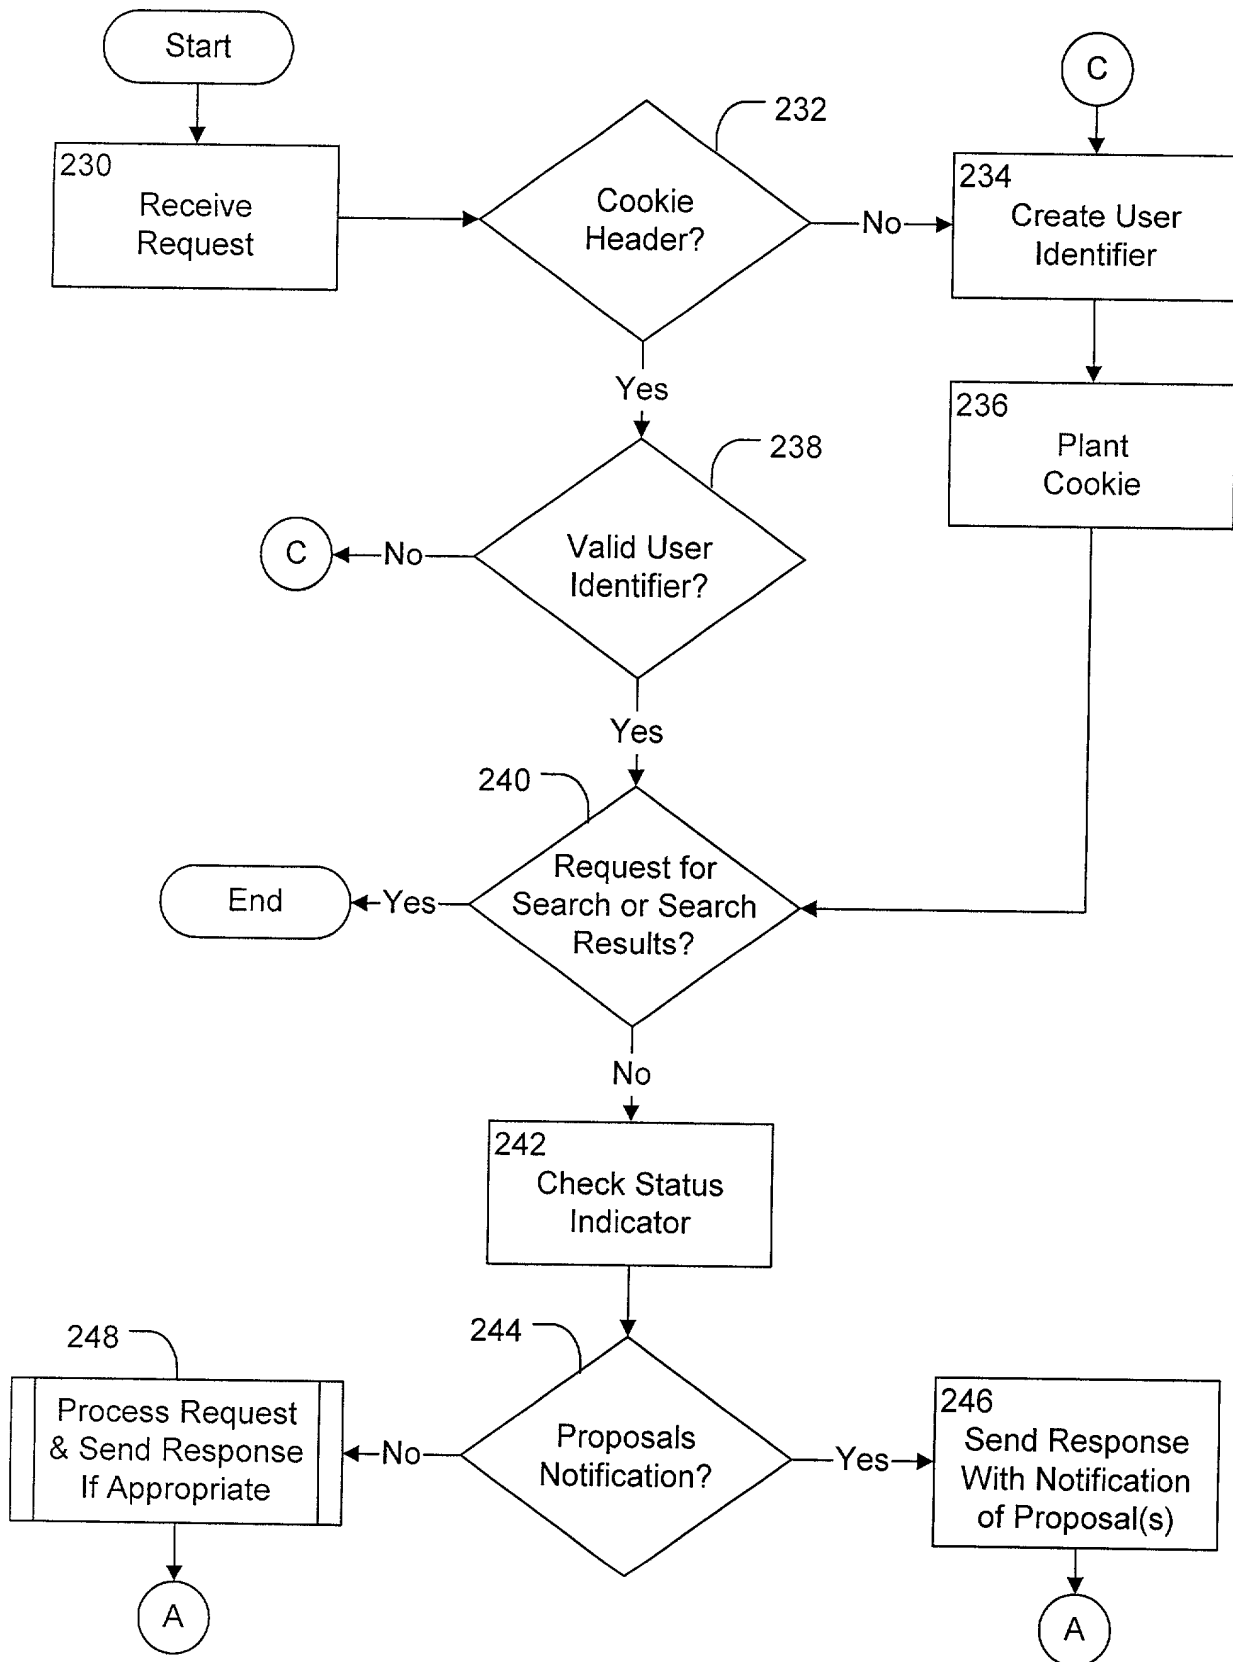 Start
C
232
230
Receive
Request
Cookie
Header?
No
234
Create User
Identifier
Yes
236
Plant
Cookie
238
Valid User
Identifier?
No
C
Yes
240
Request for
Search or Search
Results?
Yes
End
No
242
Check Status
Indicator
244
248
Process Request
& Send Response
If Appropriate
No
Proposals
Notification?
Yes
246
Send Response
With Notification
of Proposal(s)
A
A